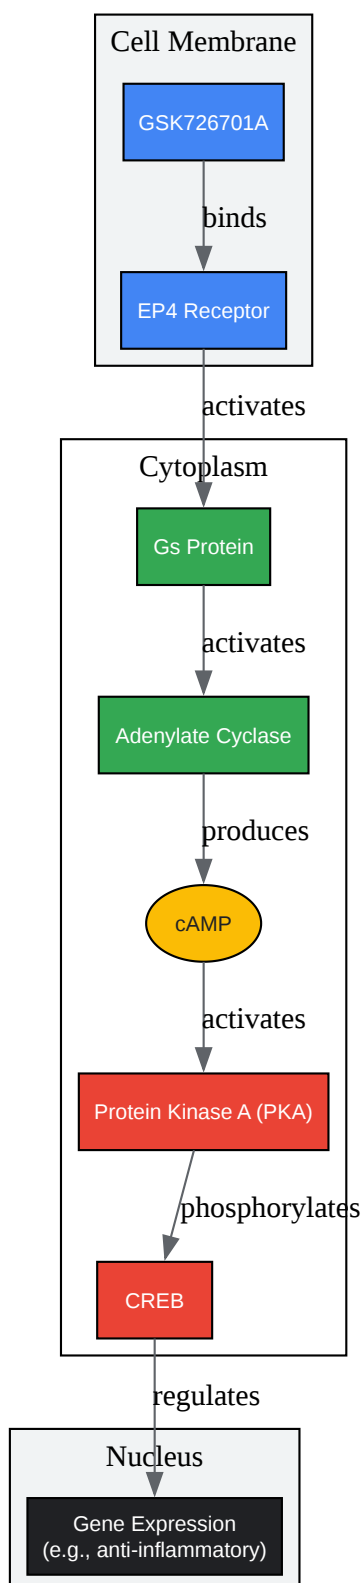 Cell Membrane
GSK726701A
binds
EP4 Receptor
activates
Cytoplasm
Gs Protein
activates
Adenylate Cyclase
produces
cAMP
activates
Protein Kinase A (PKA)
phosphorylates
CREB
regulates
Nucleus
Gene Expression
(e.g., anti-inflammatory)